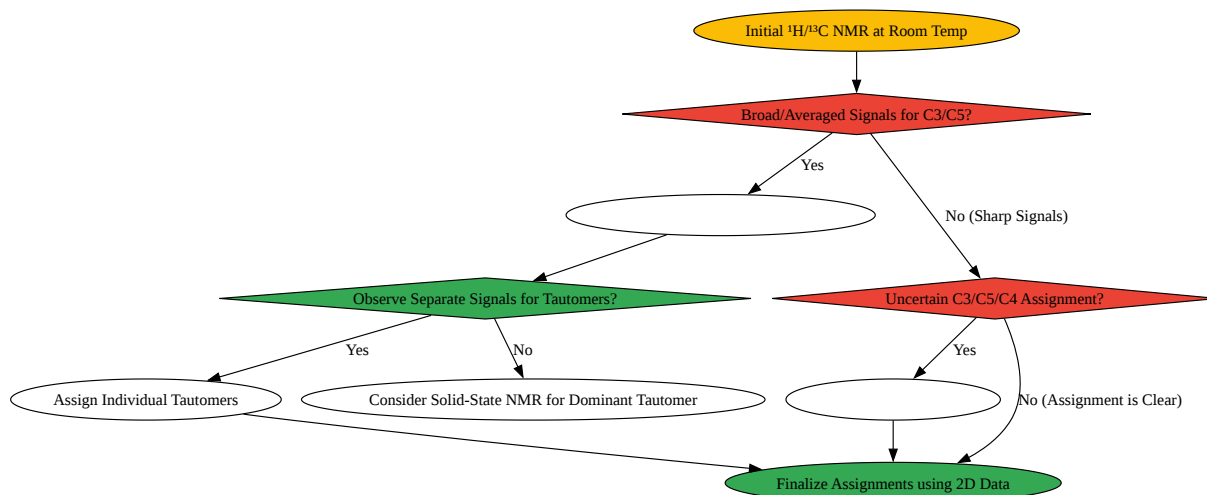 Initial ¹H/¹³C NMR at Room Temp
Broad/Averaged Signals for C3/C5?
Yes
No (Sharp Signals)
Observe Separate Signals for Tautomers?
Uncertain C3/C5/C4 Assignment?
Yes
No
Yes
No (Assignment is Clear)
Assign Individual Tautomers
Consider Solid-State NMR for Dominant Tautomer
Finalize Assignments using 2D Data